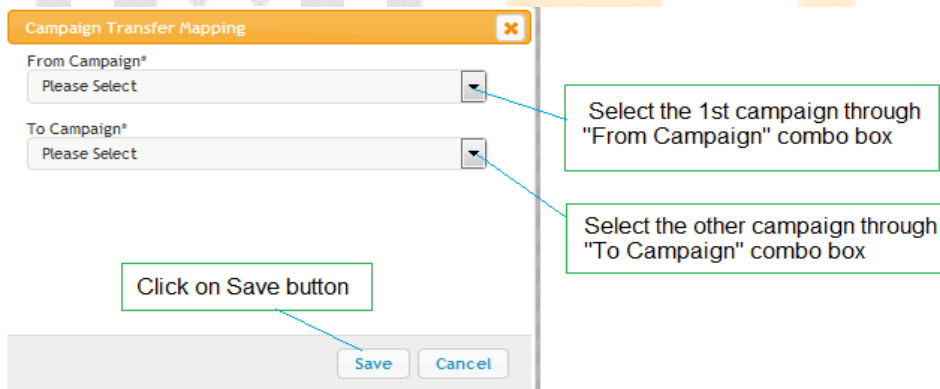 Campaign Transfer Mapping
From Campaign*
Please Select
To Campaign*
Please Select
Select the 1st campaign through
"From Campaign" combo box
Select the other campaign through
"To Campaign" combo box
Click on Save button
Save Cancel